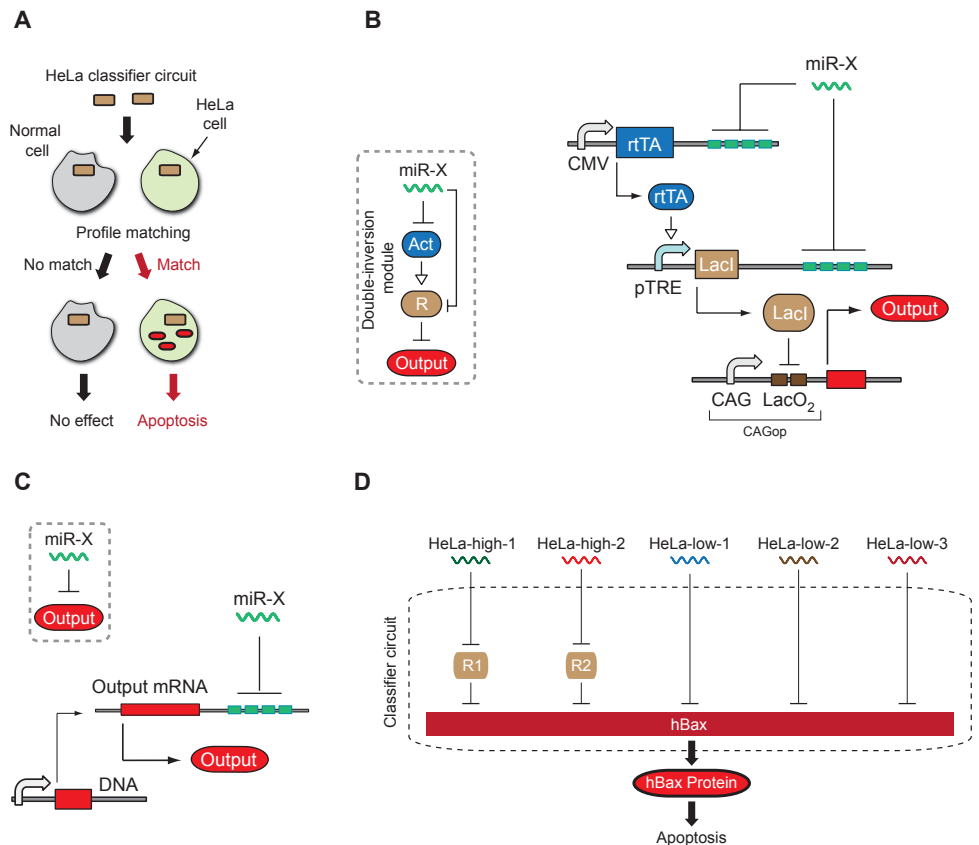 A
HeLa classifier circuit
HeLa
cell
Normal
cell
Profile matching
No match
Match
No effect
Apoptosis
B
miR-X
Act
R
Output
Double-inversion
module
miR-X
rtTA
CMV
rtTA
LacI
pTRE
LacI
Output
CAG
LacO2
CAGop
C
miR-X
Output
miR-X
Output mRNA
Output
DNA
D
HeLa-high-1
HeLa-high-2
HeLa-low-1
HeLa-low-2
HeLa-low-3
Classifier circuit
R1
R2
hBax
hBax Protein
Apoptosis